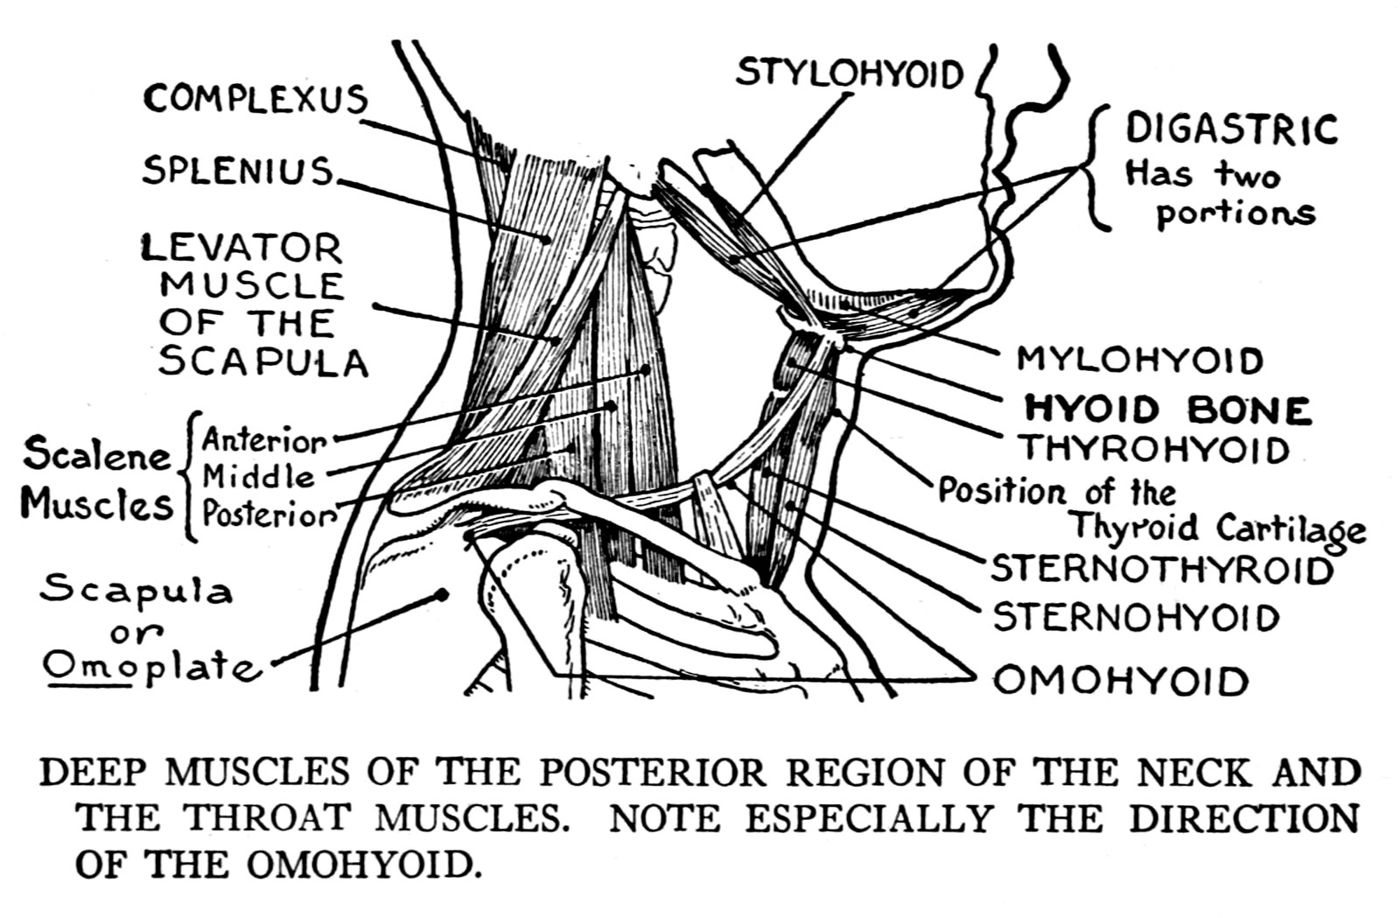 COMPLEXUS
SPLENIUS
LEVATOR
MUSCLE
OF THE
SCAPULA
Scalene
Muscles
Anterior
Middle
Posterior
Scapula
or
Omoplate
STYLOHYOID
DIGASTRIC
Has two
portions
MYLOHYOID
HYOID BONE
THYROHYOID
Position of the
Thyroid Cartilage
STERNOTHYROID
STERNOHYOID
OMOHYOID
DEEP MUSCLES OF THE POSTERIOR REGION OF THE NECK AND
THE THROAT MUSCLES. NOTE ESPECIALLY THE DIRECTION
OF THE OMOHYOID.